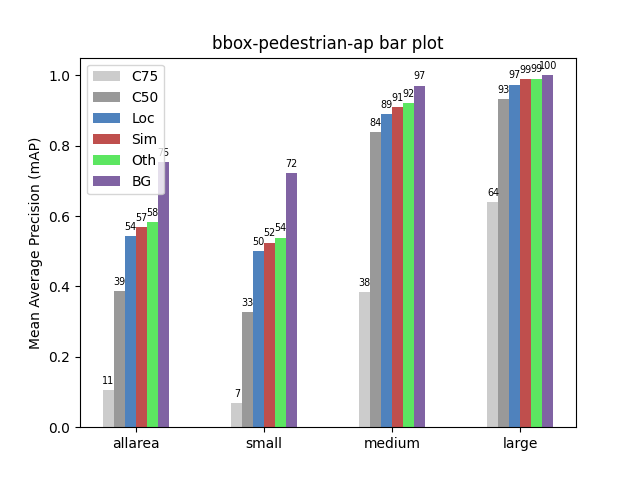 bbox-pedestrian-ap bar plot
Mean Average Precision (mAP)
1.0
0.8
0.6
0.4
0.2
0.0
C75
C50
Loc
Sim
Oth
BG
11
39
54
57
58
75
7
33
50
52
54
72
38
84
89
91
92
97
64
93
97
99
99
100
allarea
small
medium
large